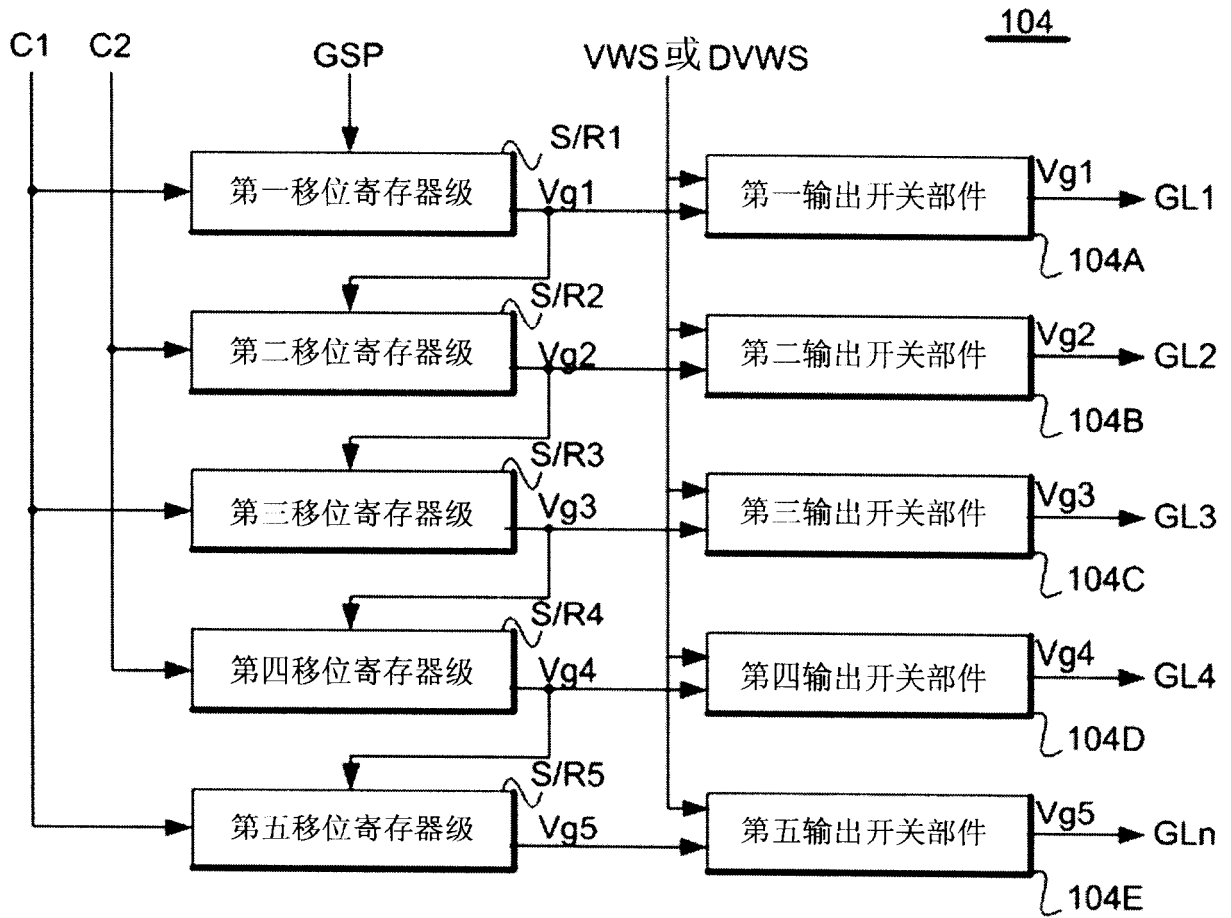 104
C1
C2
GSP
VWS或DVWS
S/R1
第一移位寄存器级
Vg1
第一输出开关部件
Vg1
GL1
104A
S/R2
第二移位寄存器级
Vg2
第二输出开关部件
Vg2
GL2
104B
S/R3
第三移位寄存器级
Vg3
第三输出开关部件
Vg3
GL3
104C
S/R4
第四移位寄存器级
Vg4
第四输出开关部件
Vg4
GL4
104D
S/R5
第五移位寄存器级
Vg5
第五输出开关部件
Vg5
GLn
104E